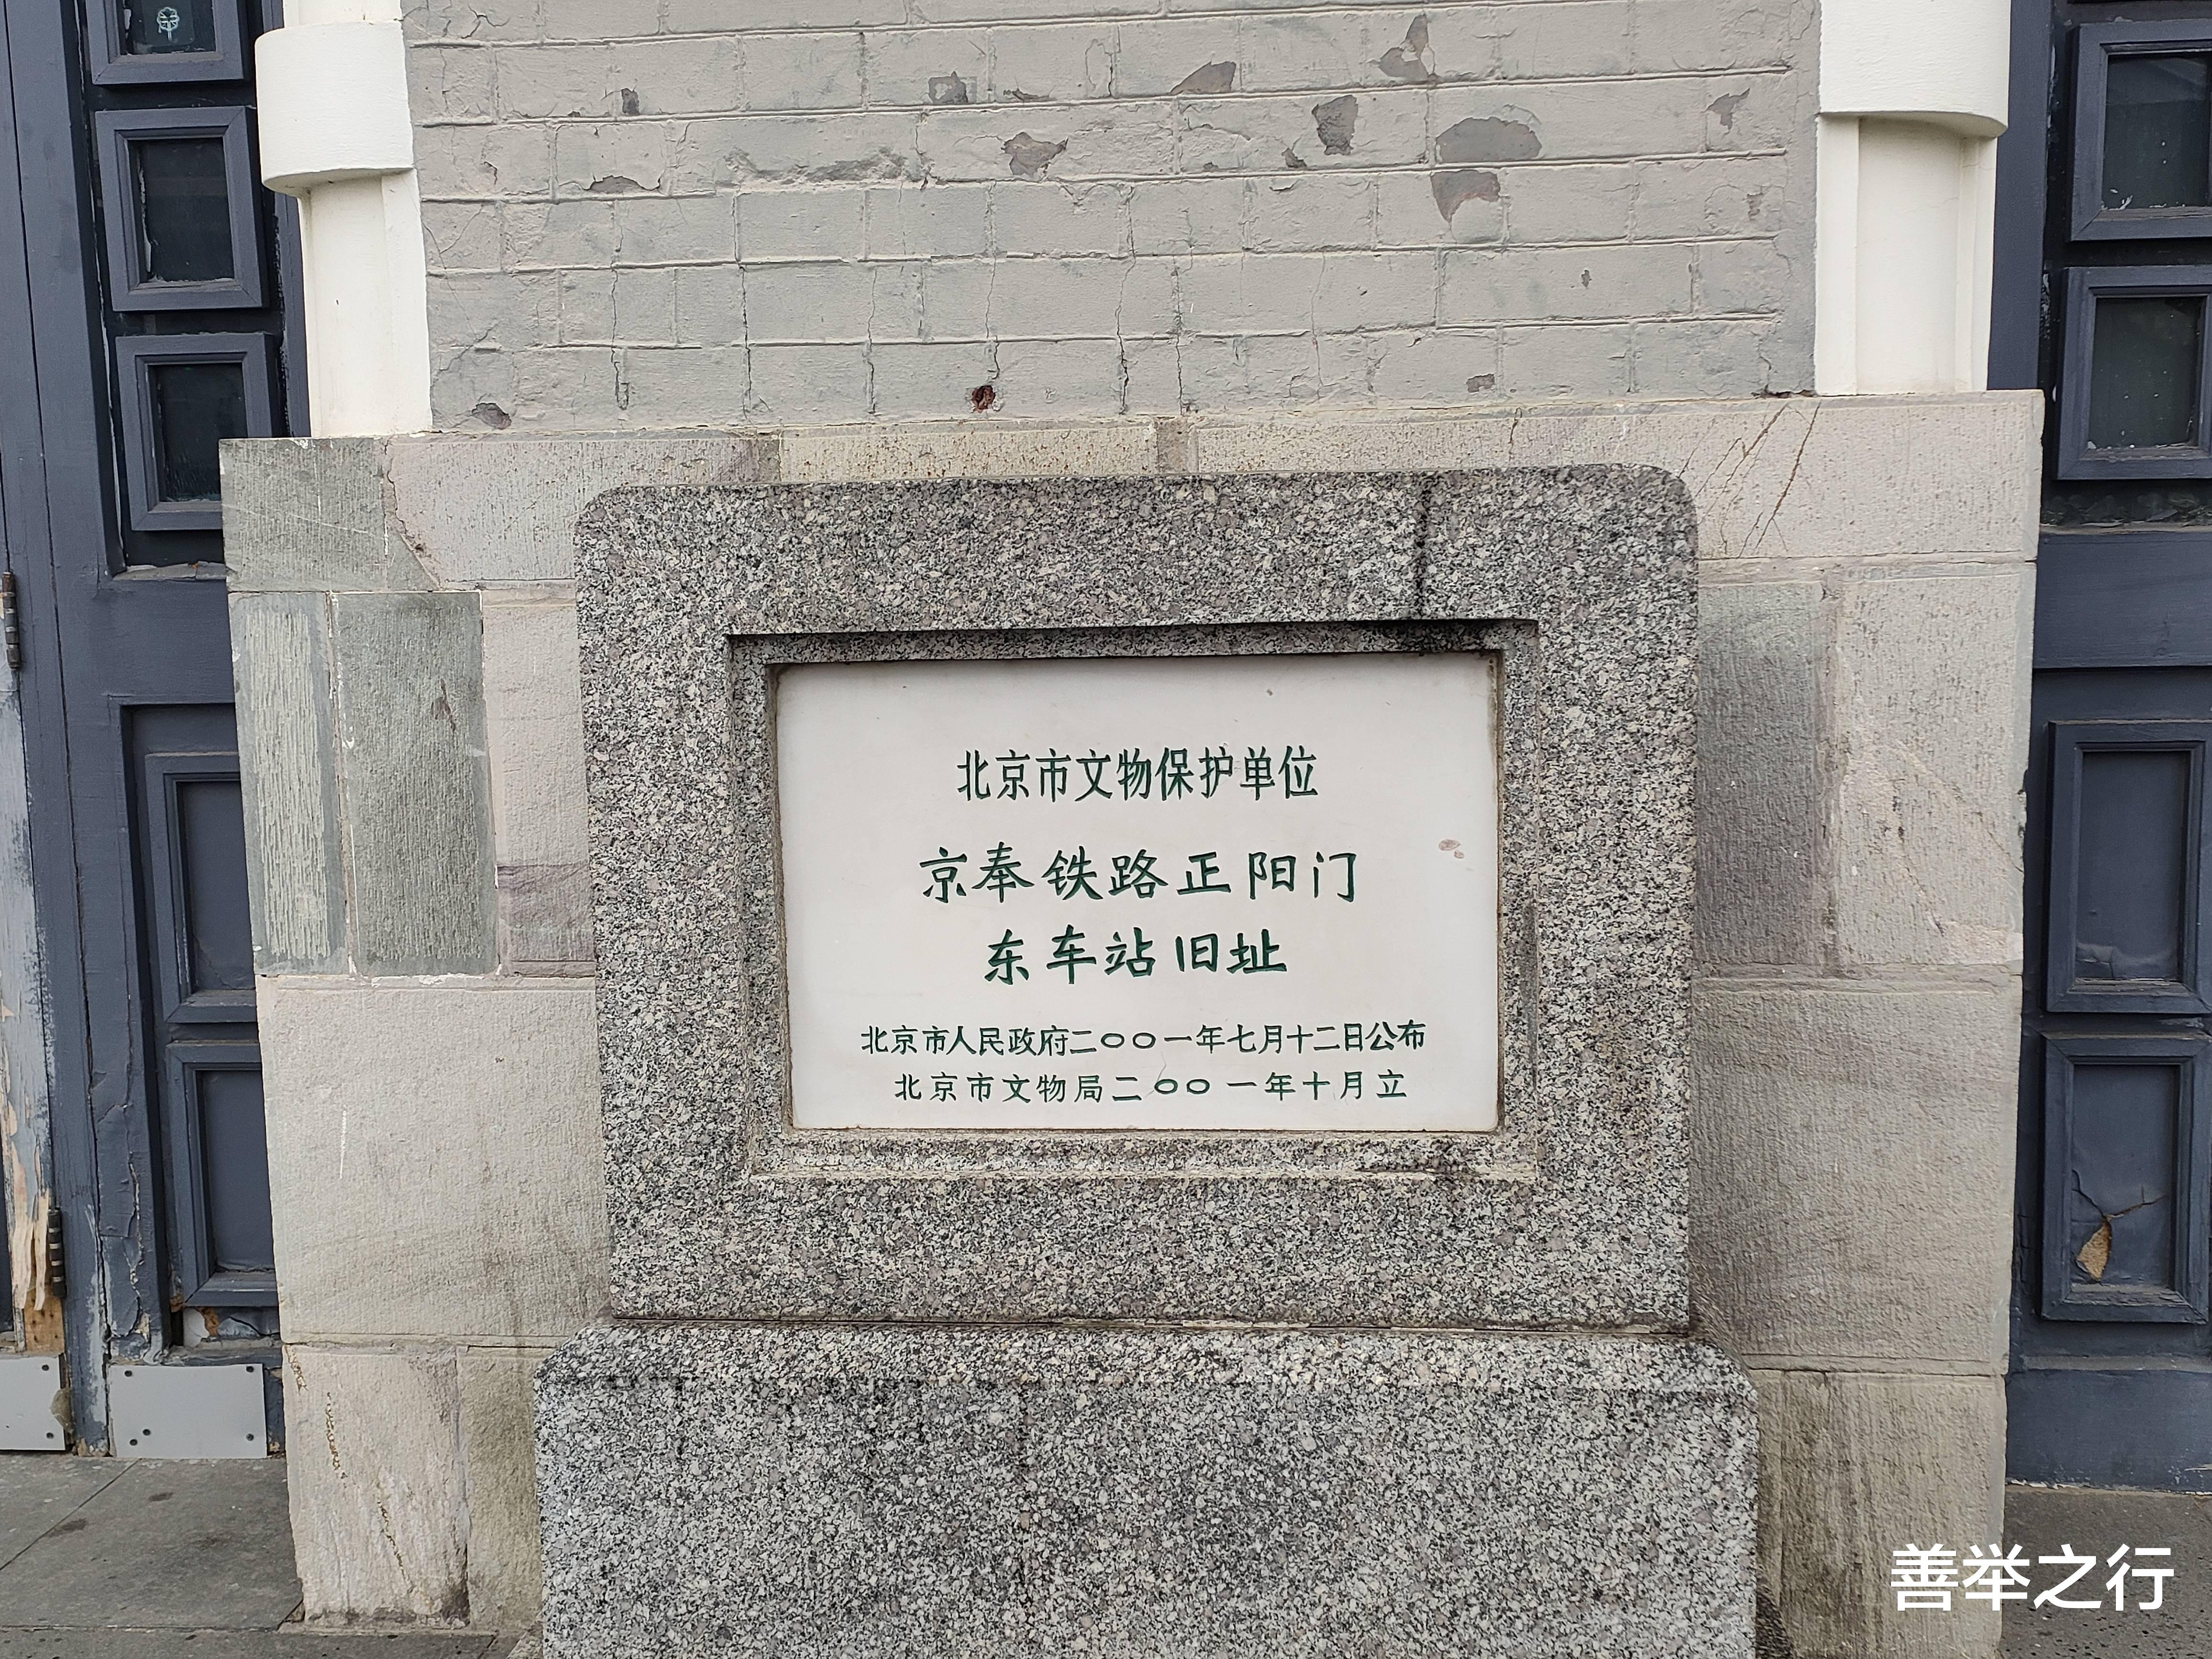 北京市文物保护单位
京奉铁路正阳门
东车站旧址
北京市人民政府二〇〇一年七月十二日公布
北京市文物局二〇〇一年十月立
善举之行